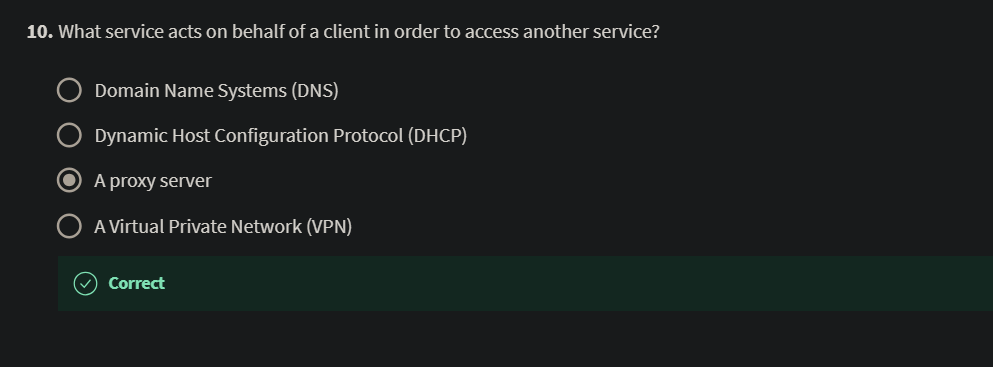 10. What service acts on behalf of a client in order to access another service?
Domain Name Systems (DNS)
Dynamic Host Configuration Protocol (DHCP)
A proxy server
A Virtual Private Network (VPN)
Correct